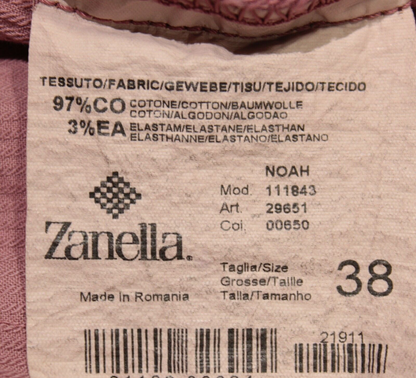 TESSUTO/FABRIC/GEWEBE/TISU/TEJIDO/TECIDO
97%CO COTONE/COTTON/BAUMWOLLE
COTON/ALGODON/ALGODAO
3%EA ELASTAM/ELASTANE/ELASTHAN
ELASTHANNE/ELASTANO/ELASTANO
NOAH
Mod. 111843
Art. 29651
Col. 00650
Zanella.
Taglia/Size
Grosse/Taille
Talla/Tamanho
38
Made in Romania
21911